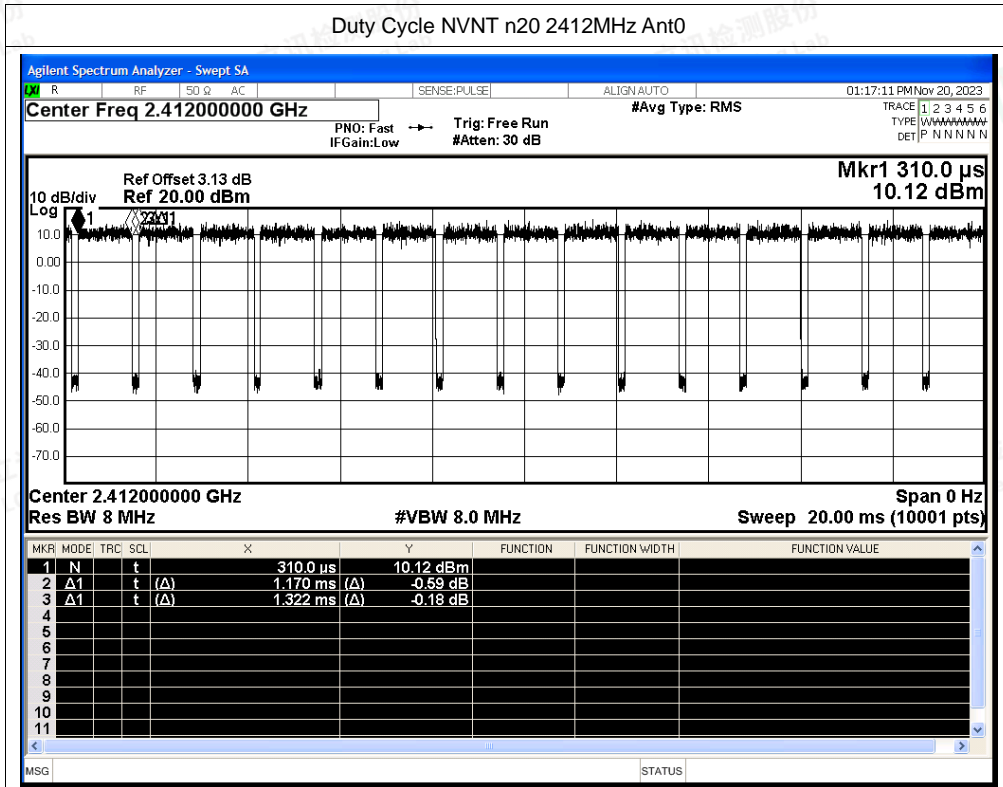 Duty Cycle NVNT n20 2412MHz Ant0
Agilent Spectrum Analyzer - Swept SA
LXI R RF 50 Ω AC SENSE:PULSE ALIGN AUTO 01:17:11 PM Nov 20, 2023
Center Freq 2.412000000 GHz #Avg Type: RMS TRACE 1 2 3 4 5 6
PNO: Fast Trig: Free Run TYPE
IFGain:Low #Atten: 30 dB DET P N N N N N
Mkr1 310.0 µs
Ref Offset 3.13 dB
10 dB/div Ref 20.00 dBm 10.12 dBm
Log
1
10.0
0.00
-10.0
-20.0
-30.0
-40.0
-50.0
-60.0
-70.0
Center 2.412000000 GHz Span 0 Hz
Res BW 8 MHz #VBW 8.0 MHz Sweep 20.00 ms (10001 pts)
MKR MODE TRC SCL X Y FUNCTION FUNCTION WIDTH FUNCTION VALUE
1 N t 310.0 µs 10.12 dBm
2 Δ1 t (Δ) 1.170 ms (Δ) -0.59 dB
3 Δ1 t (Δ) 1.322 ms (Δ) -0.18 dB
4
5
6
7
8
9
10
11
MSG STATUS